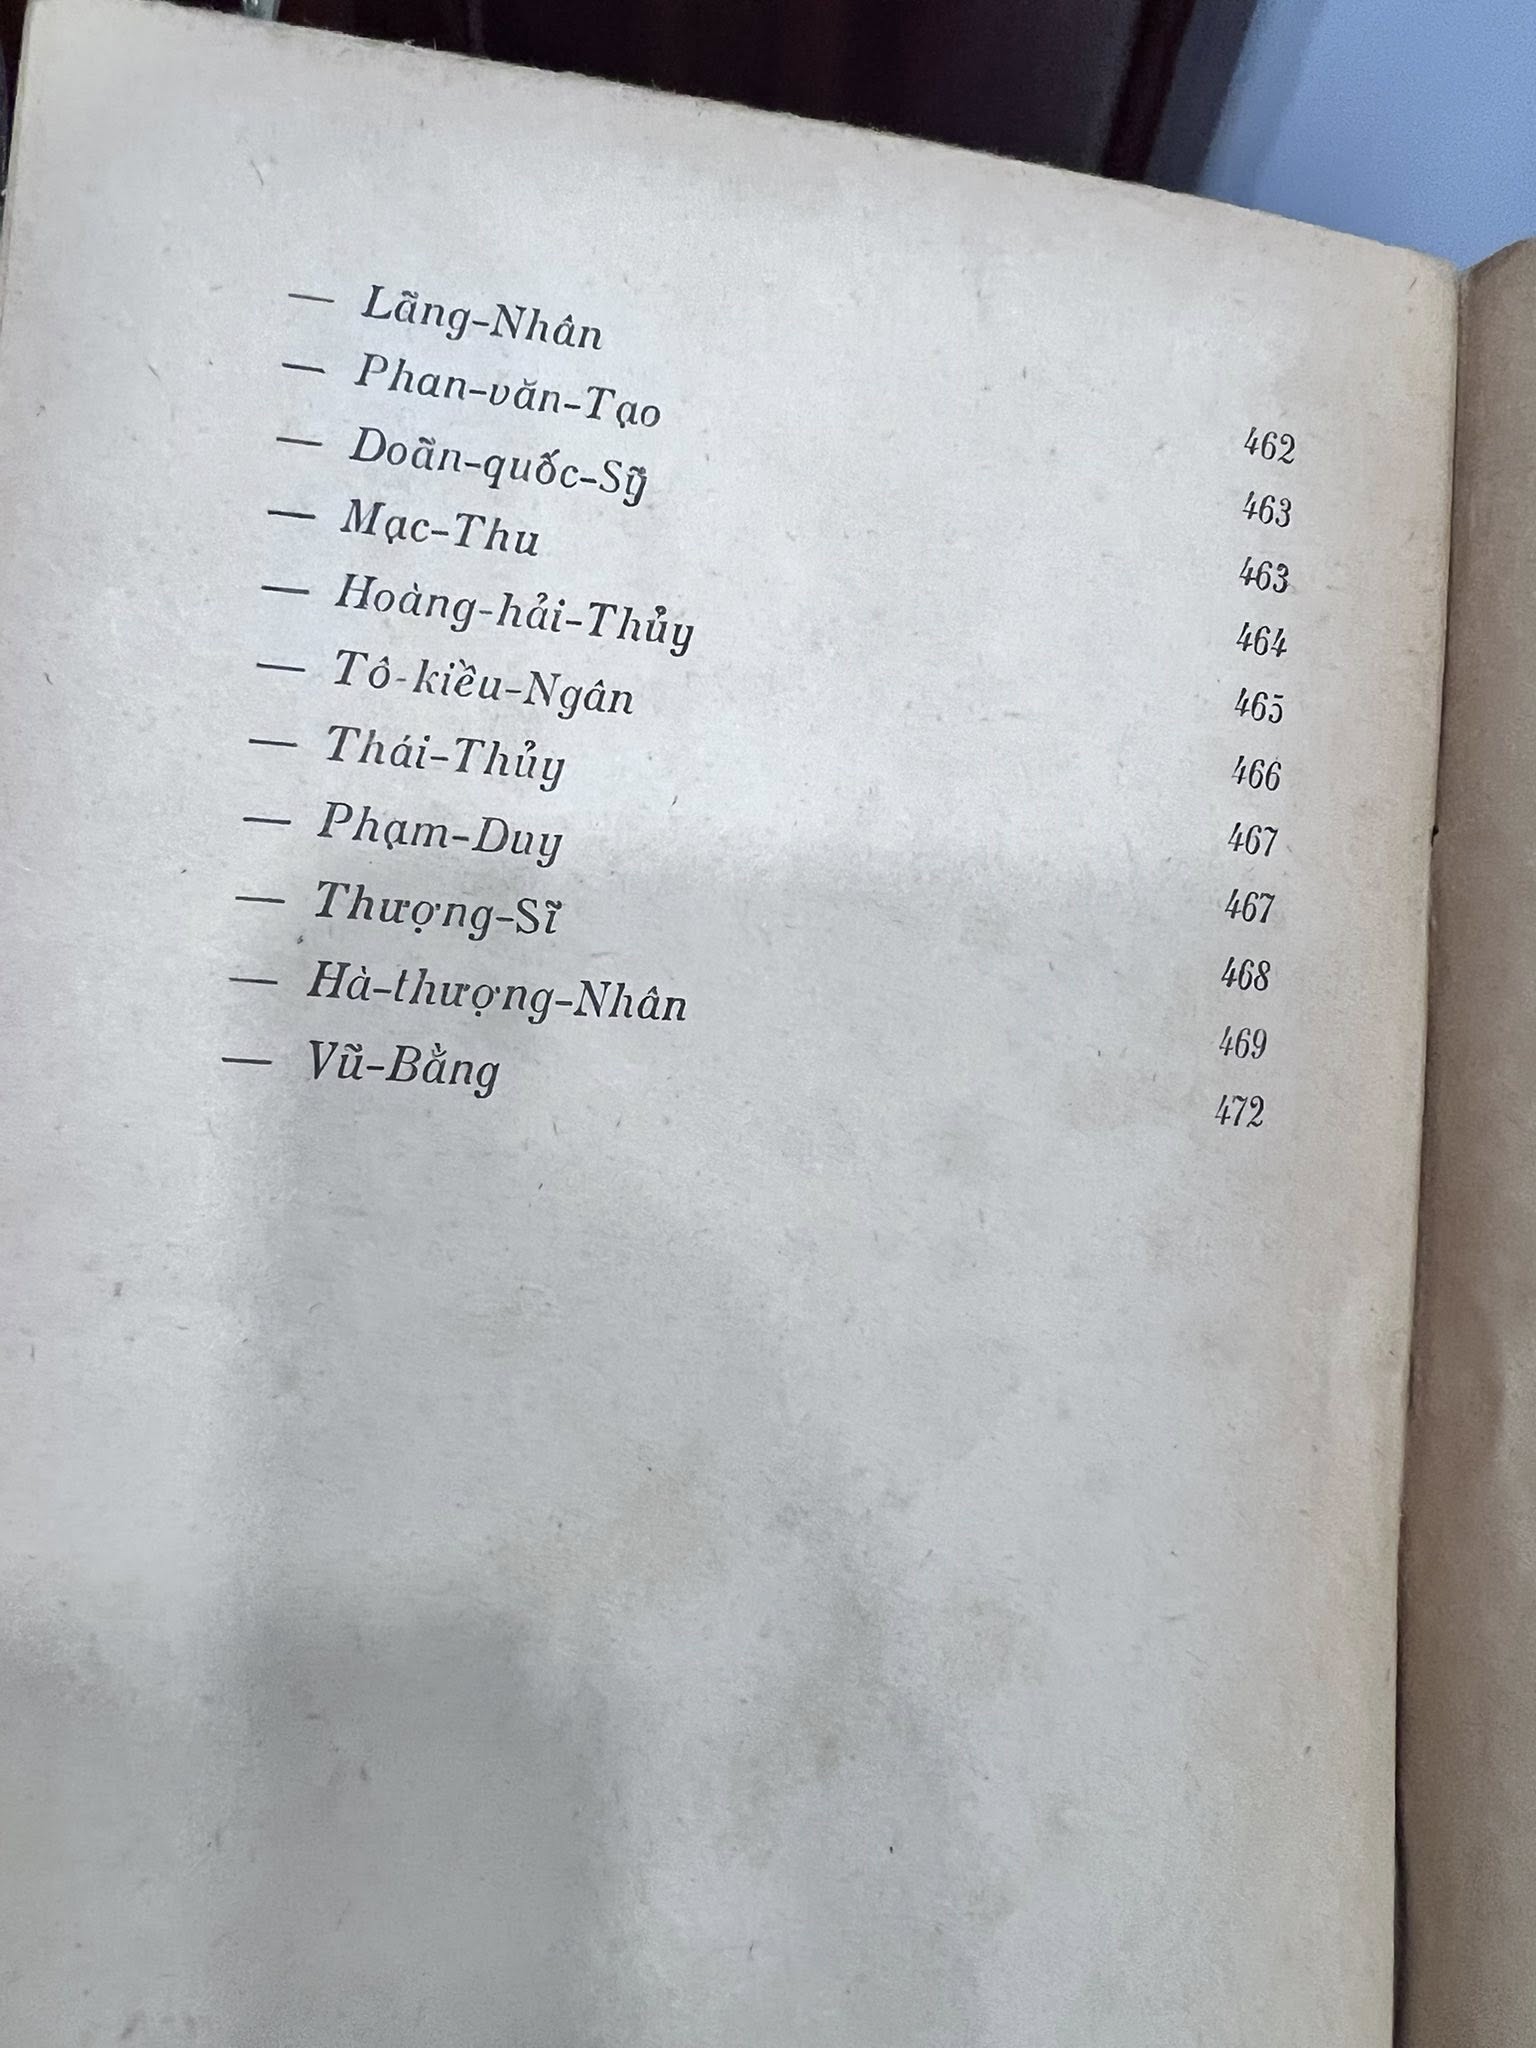 — Lãng-Nhân 462
— Phan-văn-Tạo 463
— Doãn-quốc-Sỹ 463
— Mạc-Thu 464
— Hoàng-hải-Thủy 465
— Tô-kiều-Ngân 466
— Thái-Thủy 467
— Phạm-Duy 467
— Thượng-Sĩ 468
— Hà-thượng-Nhân 469
— Vũ-Bằng 472